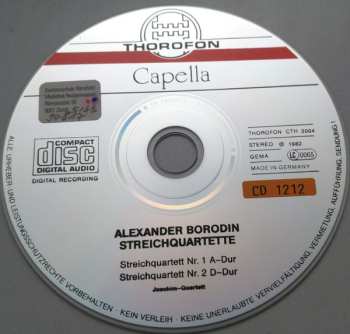 THOROFON
Capella
COMPACT
disc
DIGITAL AUDIO
DIGITAL RECORDING
THOROFON CTH 2004
STEREO Ⓟ 1982
GEMA LC 0065
MADE IN GERMANY
CD 1212
ALEXANDER BORODIN
STREICHQUARTETTE
Streichquartett Nr. 1 A-Dur
Streichquartett Nr. 2 D-Dur
Joachim-Quartett
ALLE URHEBER- UND LEISTUNGSSCHUTZRECHTE VORBEHALTEN · KEIN VERLEIH · KEINE UNERLAUBTE VERVIELFÄLTIGUNG, VERMIETUNG, AUFFÜHRUNG, SENDUNG!